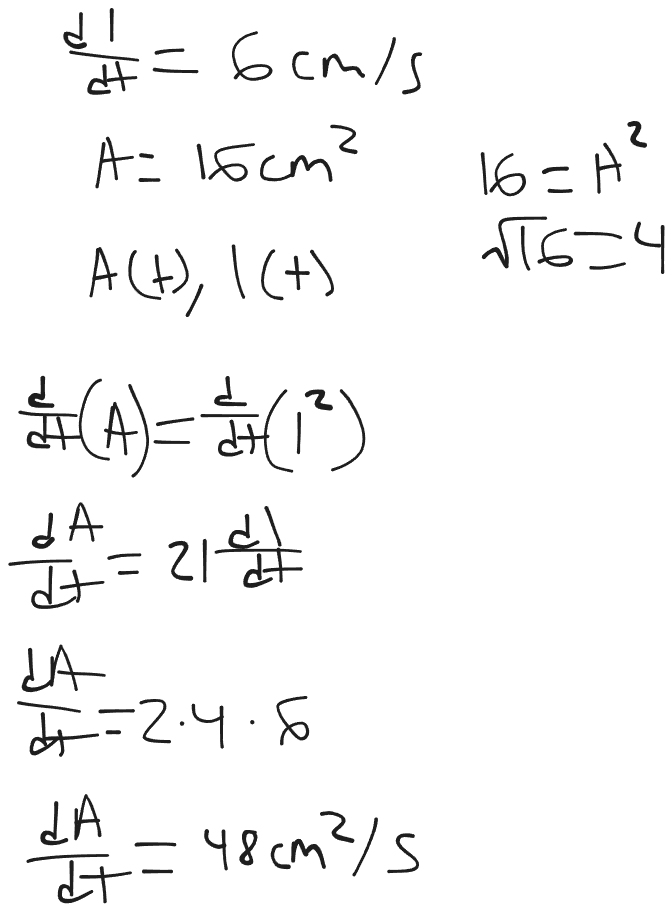 dl/dt = 6 cm/s
A = 16 cm²
16 = A²
√16 = 4
A(t), l(t)
d/dt (A) = d/dt (l²)
dA/dt = 2l dl/dt
dA/dt = 2·4·6
dA/dt = 48 cm²/s